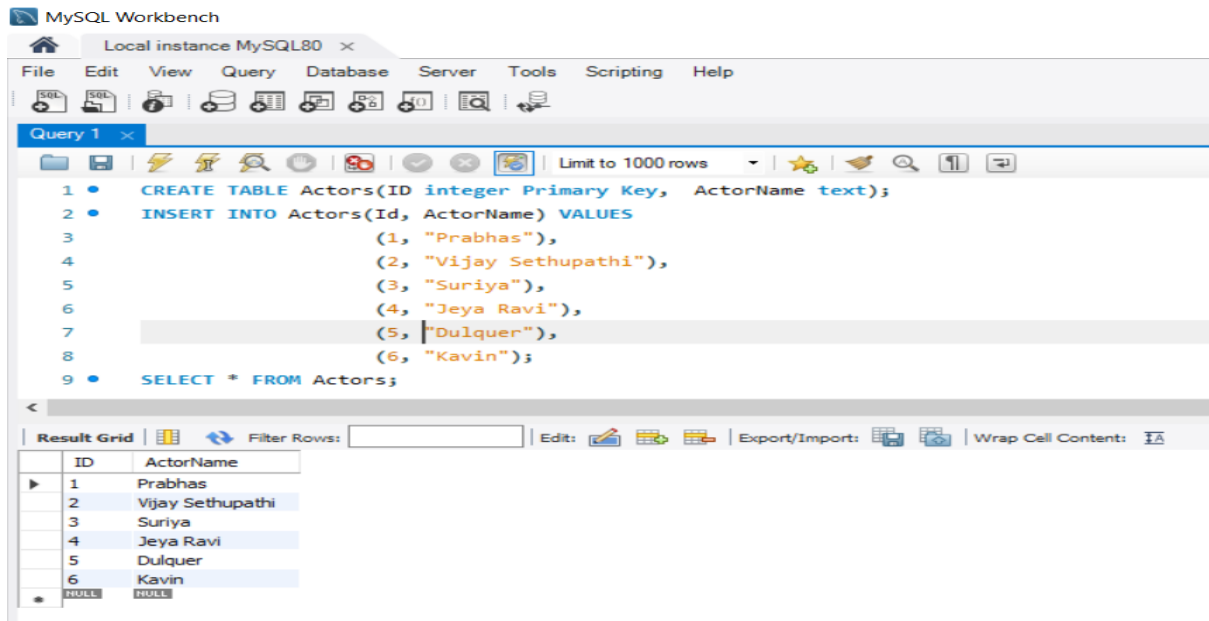 MySQL Workbench
Local instance MySQL80 ×
File Edit View Query Database Server Tools Scripting Help
Query 1 ×
Limit to 1000 rows
1 CREATE TABLE Actors(ID integer Primary Key, ActorName text);
2 INSERT INTO Actors(Id, ActorName) VALUES
3 (1, "Prabhas"),
4 (2, "Vijay Sethupathi"),
5 (3, "Suriya"),
6 (4, "Jeya Ravi"),
7 (5, "Dulquer"),
8 (6, "Kavin");
9 SELECT * FROM Actors;
Result Grid Filter Rows: Edit: Export/Import: Wrap Cell Content:
ID ActorName
1 Prabhas
2 Vijay Sethupathi
3 Suriya
4 Jeya Ravi
5 Dulquer
6 Kavin
NULL NULL